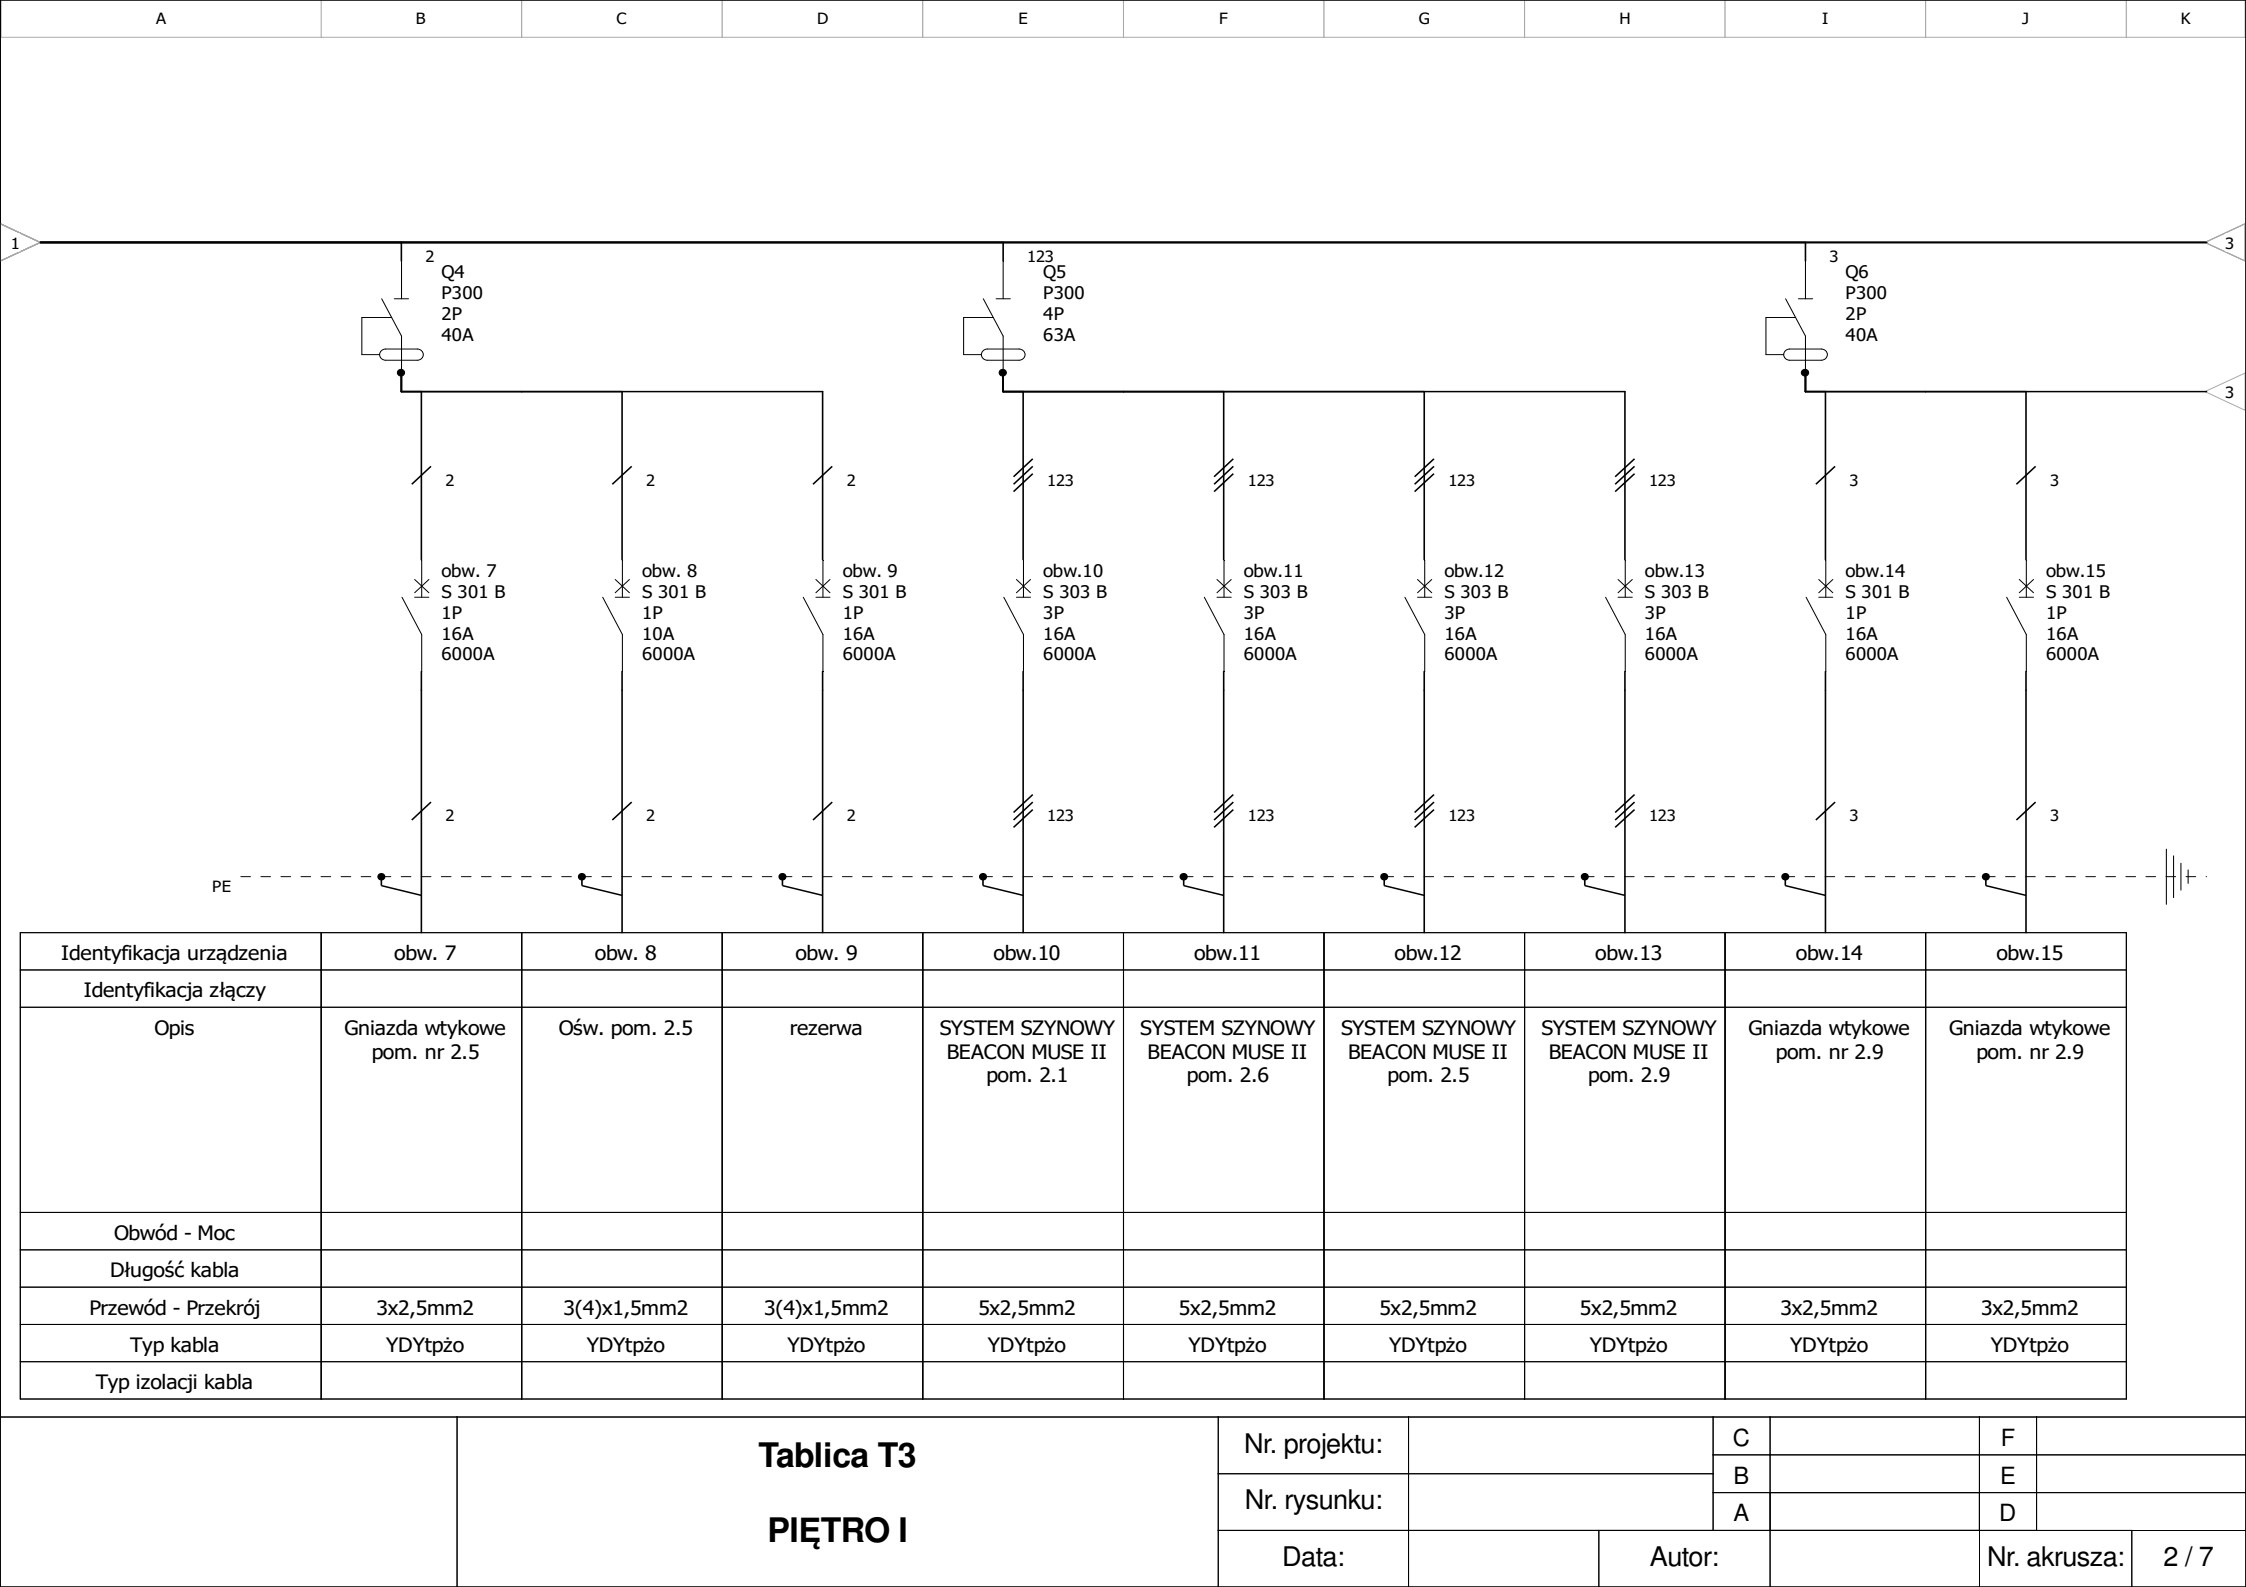 A B C D E F G H I J K
1 3
2 123 3
Q4 Q5 Q6
P300 P300 P300
2P 4P 2P
40A 63A 40A
3
2 2 2 123 123 123 123 3 3
obw. 7 obw. 8 obw. 9 obw.10 obw.11 obw.12 obw.13 obw.14 obw.15
S 301 B S 301 B S 301 B S 303 B S 303 B S 303 B S 303 B S 301 B S 301 B
1P 1P 1P 3P 3P 3P 3P 1P 1P
16A 10A 16A 16A 16A 16A 16A 16A 16A
6000A 6000A 6000A 6000A 6000A 6000A 6000A 6000A 6000A
2 2 2 123 123 123 123 3 3
PE
Identyfikacja urządzenia obw. 7 obw. 8 obw. 9 obw.10 obw.11 obw.12 obw.13 obw.14 obw.15
Identyfikacja złączy
Opis Gniazda wtykowe Ośw. pom. 2.5 rezerwa SYSTEM SZYNOWY SYSTEM SZYNOWY SYSTEM SZYNOWY SYSTEM SZYNOWY Gniazda wtykowe Gniazda wtykowe
pom. nr 2.5 BEACON MUSE II BEACON MUSE II BEACON MUSE II BEACON MUSE II pom. nr 2.9 pom. nr 2.9
pom. 2.1 pom. 2.6 pom. 2.5 pom. 2.9
Obwód - Moc
Długość kabla
Przewód - Przekrój 3x2,5mm2 3(4)x1,5mm2 3(4)x1,5mm2 5x2,5mm2 5x2,5mm2 5x2,5mm2 5x2,5mm2 3x2,5mm2 3x2,5mm2
Typ kabla YDYtpżo YDYtpżo YDYtpżo YDYtpżo YDYtpżo YDYtpżo YDYtpżo YDYtpżo YDYtpżo
Typ izolacji kabla
Tablica T3
PIĘTRO I
Nr. projektu: C F
B E
Nr. rysunku: A D
Data: Autor: Nr. akrusza: 2 / 7